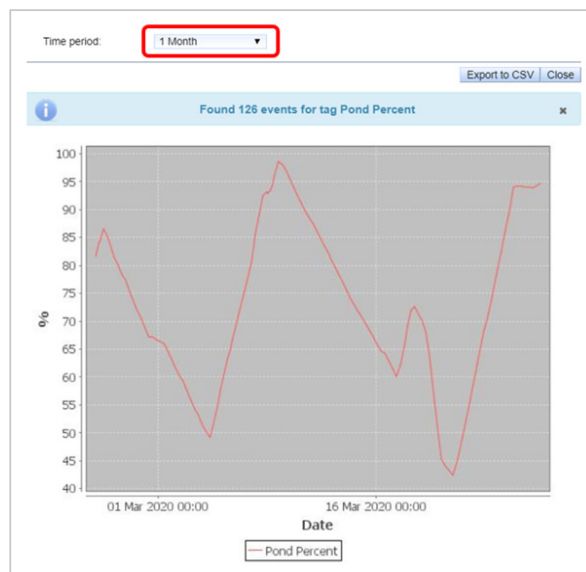 Time period: 1 Month
Export to CSV Close
Found 126 events for tag Pond Percent
100
95
90
85
80
75
70
65
60
55
50
45
40
%
01 Mar 2020 00:00 16 Mar 2020 00:00
Date
Pond Percent